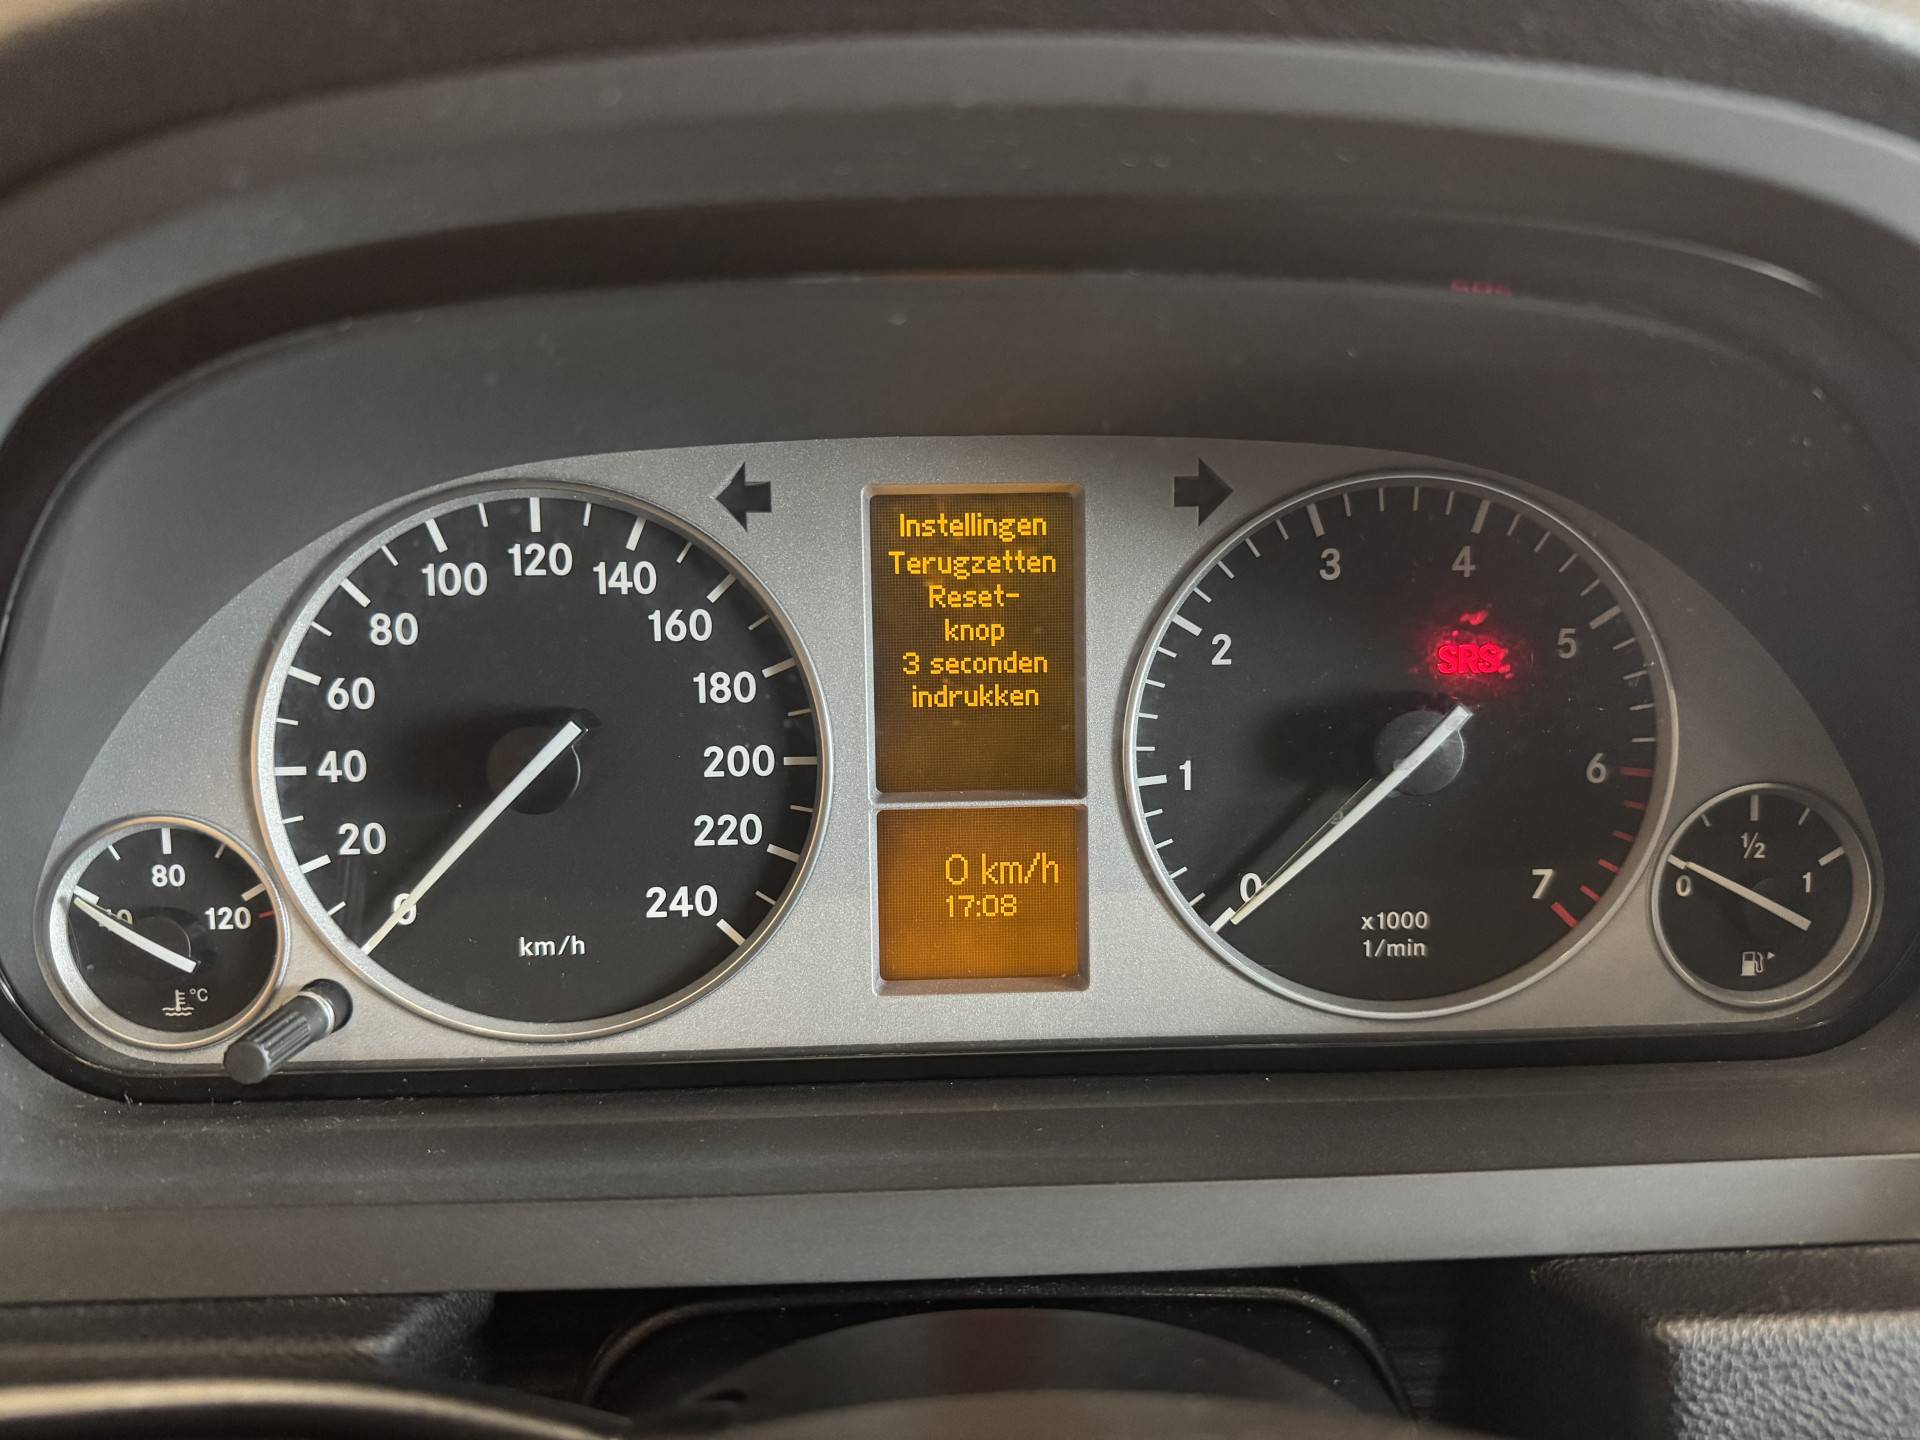 Instellingen
Terugzetten
Reset-
knop
3 seconden
indrukken
0 km/h
17:08
0
20
40
60
80
100
120
140
160
180
200
220
240
km/h
0
1
2
3
4
5
6
7
SRS
x1000
1/min
80
120
°C
0
1/2
1